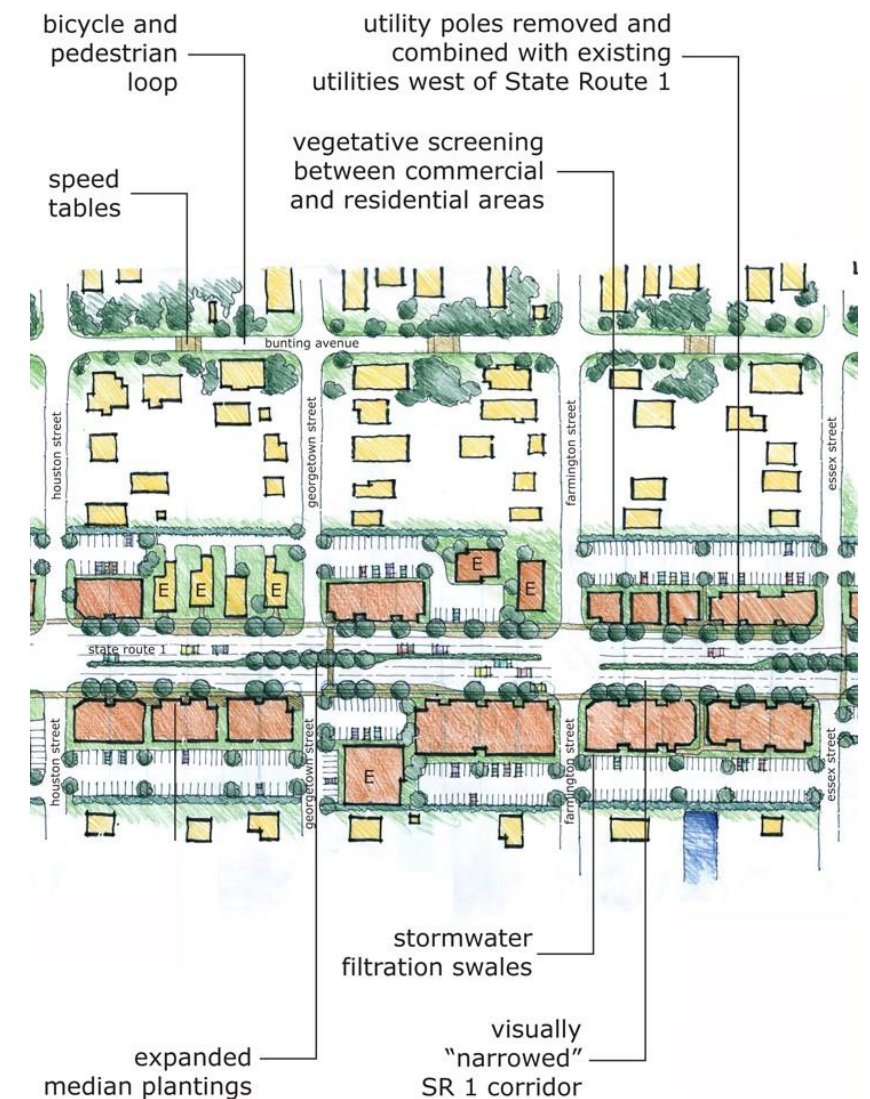 bicycle and
pedestrian
loop
utility poles removed and
combined with existing
utilities west of State Route 1
vegetative screening
between commercial
and residential areas
speed
tables
bunting avenue
houston street
georgetown street
farmington street
essex street
E
E
E
E
E
state route 1
houston street
georgetown street
farmington street
essex street
E
stormwater
filtration swales
expanded
median plantings
visually
"narrowed"
SR 1 corridor